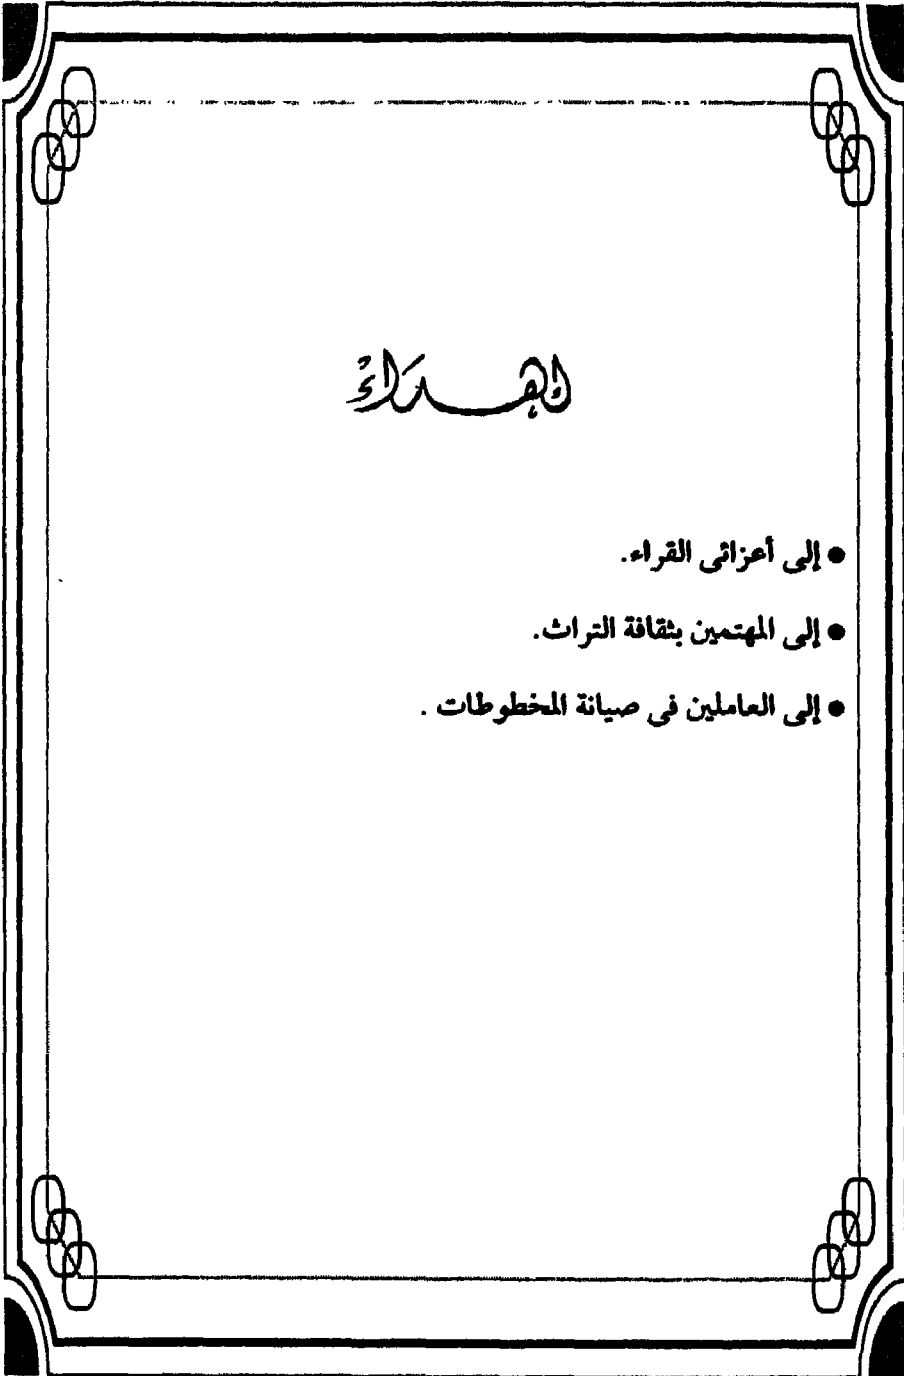 إهداء
● إلى أعزائى القراء.
● إلى المهتمين بثقافة التراث.
● إلى العاملين فى صيانة المخطوطات .